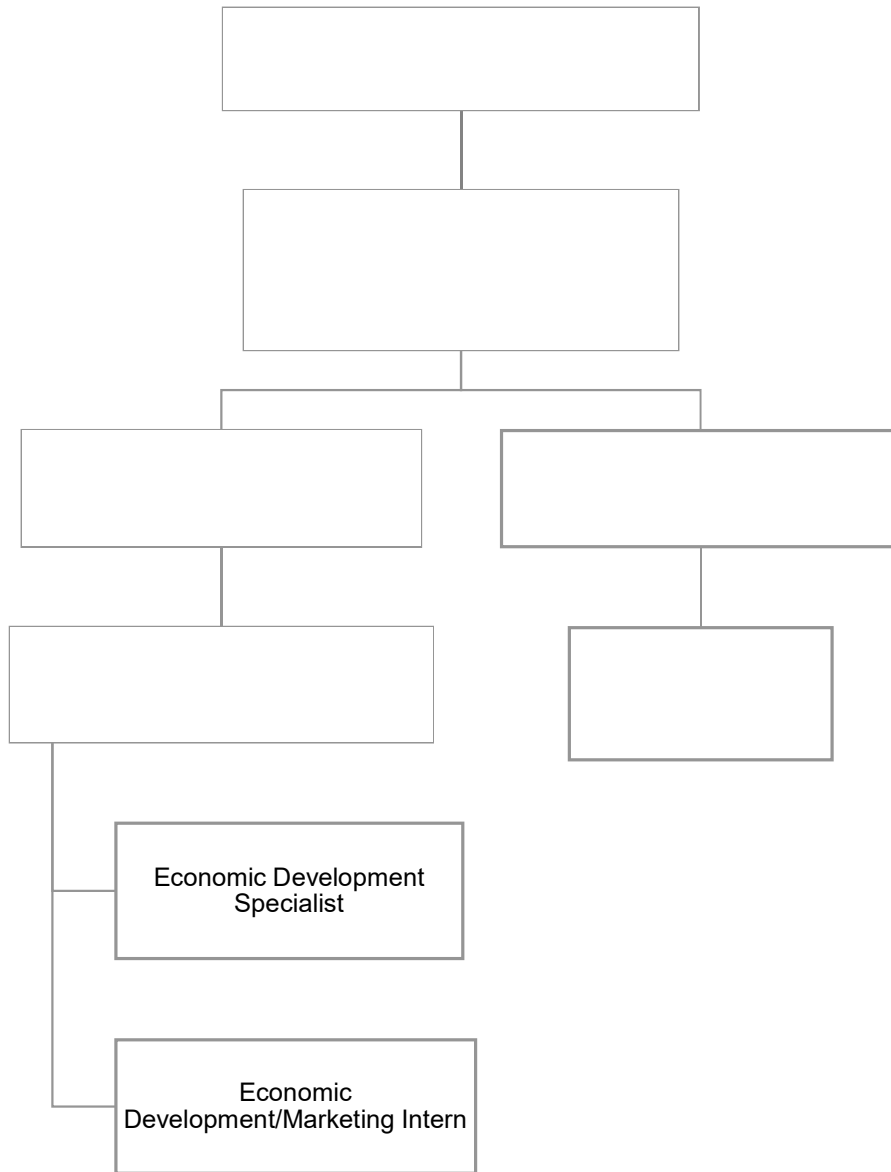 Economic Development
Specialist
Economic
Development/Marketing Intern